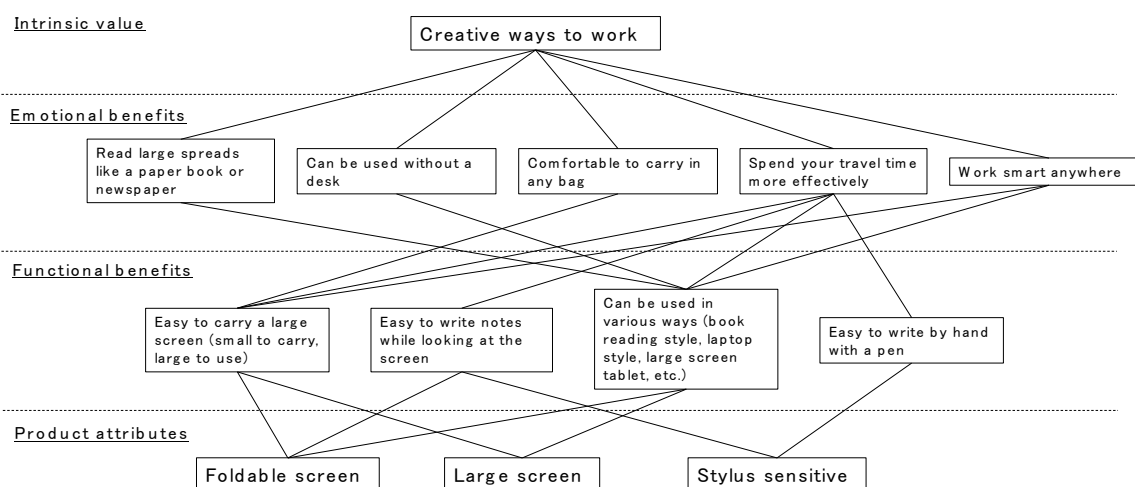 Intrinsic value
Creative ways to work
Emotional benefits
Read large spreads
like a paper book or
newspaper
Can be used without a
desk
Comfortable to carry in
any bag
Spend your travel time
more effectively
Work smart anywhere
Functional benefits
Easy to carry a large
screen (small to carry,
large to use)
Easy to write notes
while looking at the
screen
Can be used in
various ways (book
reading style, laptop
style, large screen
tablet, etc.)
Easy to write by hand
with a pen
Product attributes
Foldable screen
Large screen
Stylus sensitive